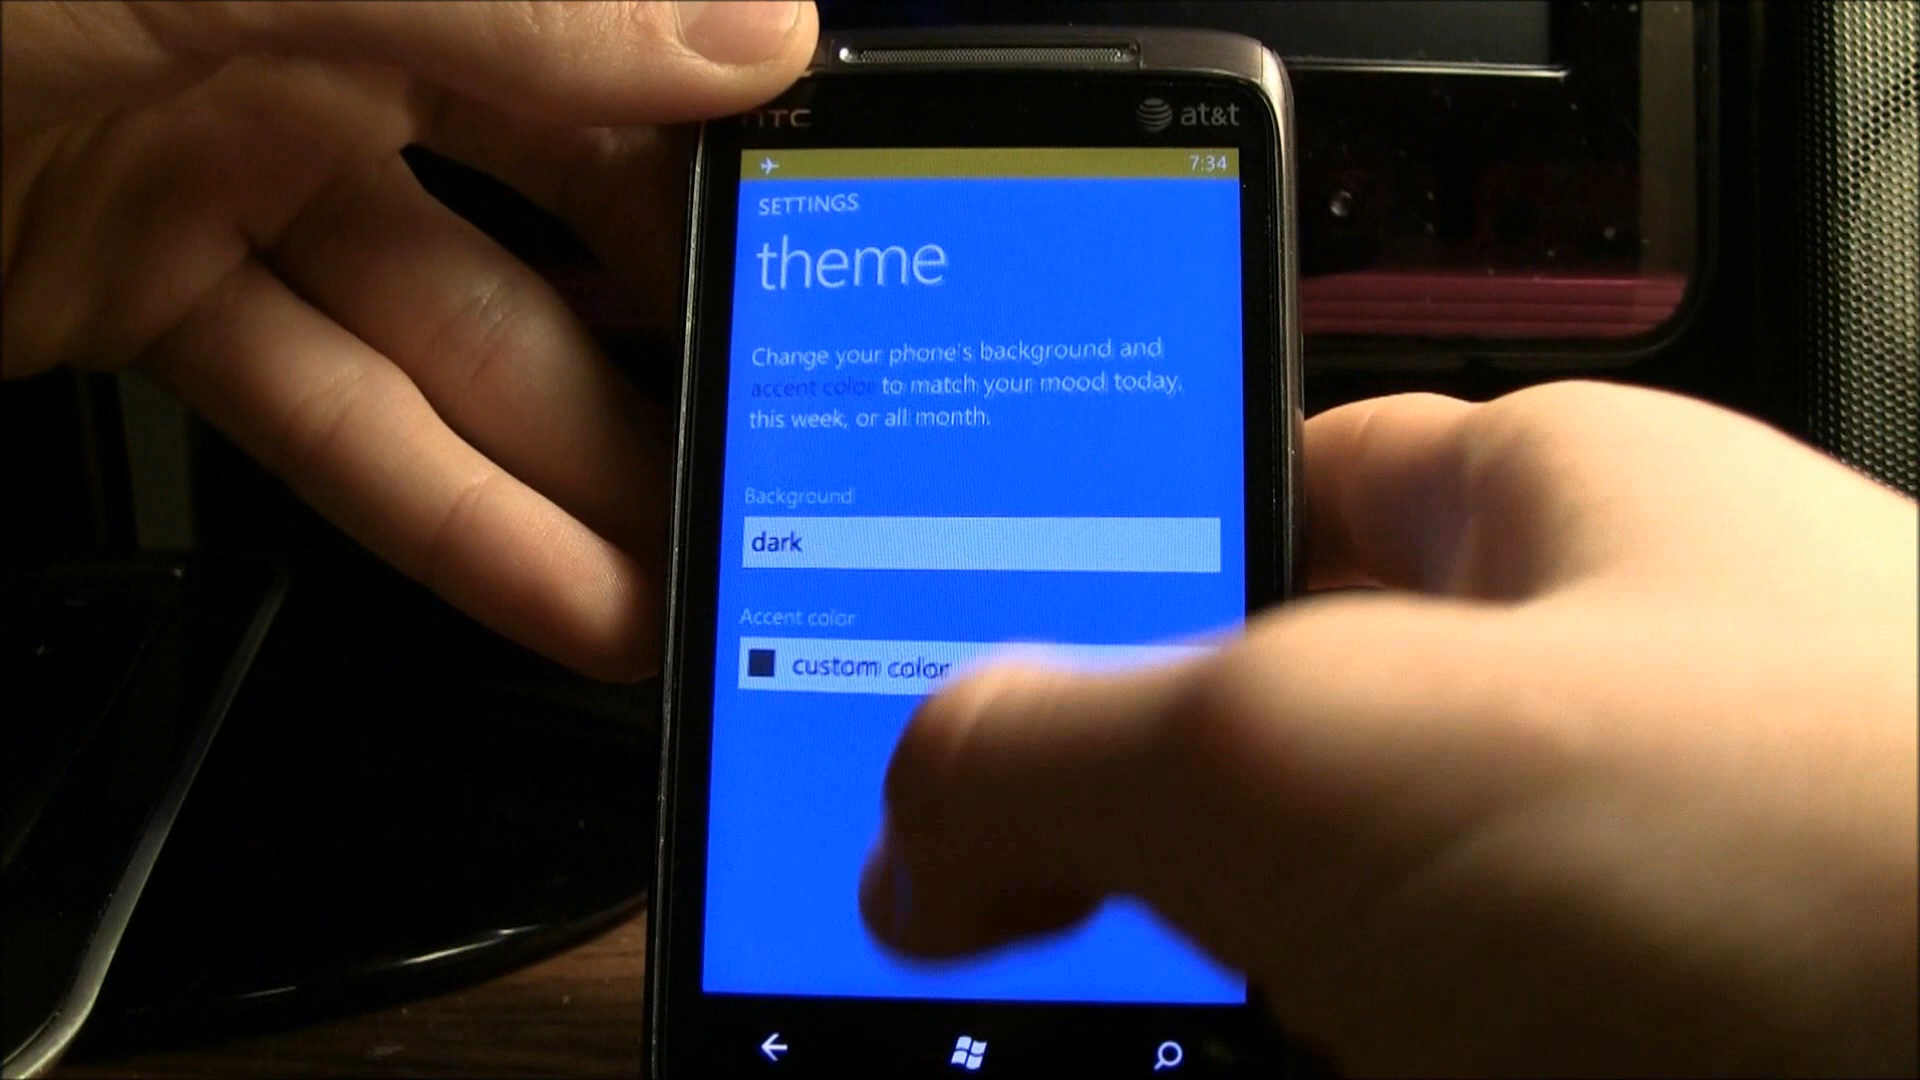 HTC
at&t
7:34
SETTINGS
theme
Change your phone's background and
accent color to match your mood today,
this week, or all month.
Background
dark
Accent color
custom color